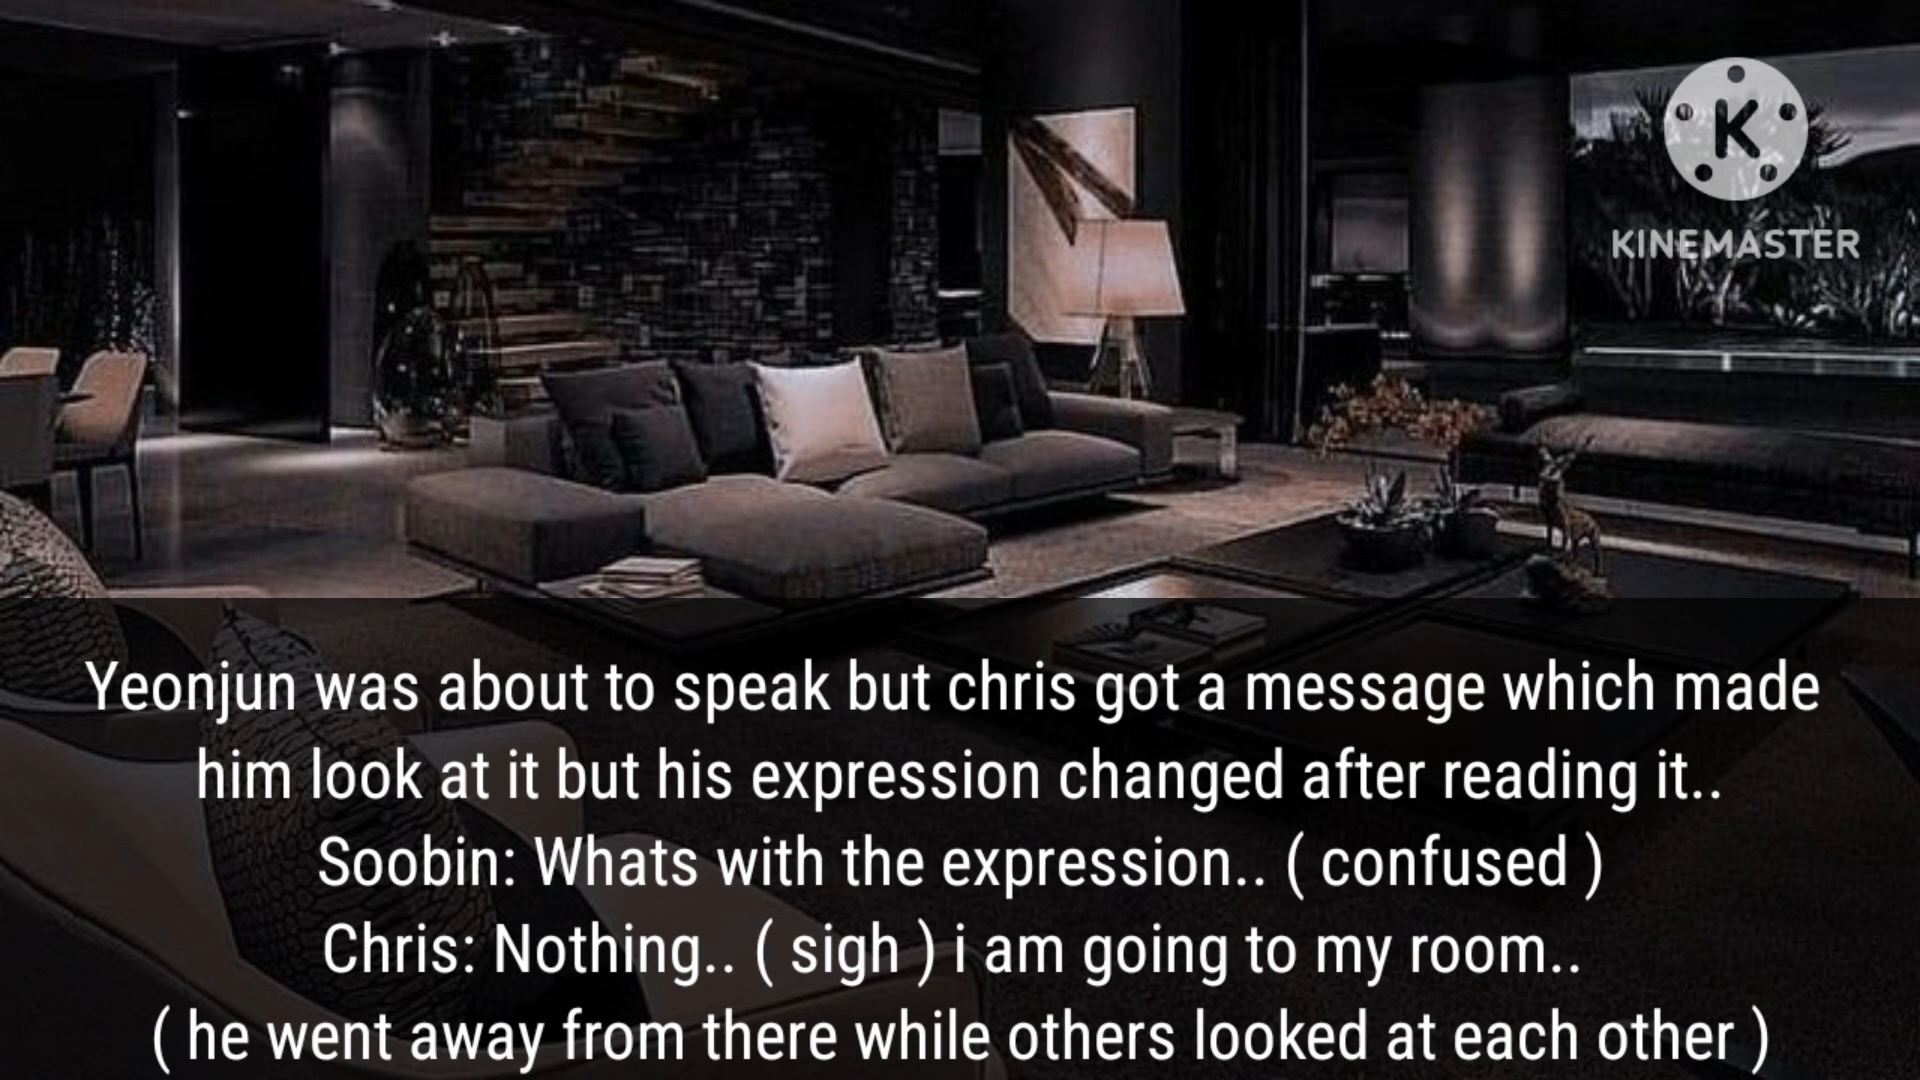 K
KINEMASTER
Yeonjun was about to speak but chris got a message which made
him look at it but his expression changed after reading it..
Soobin: Whats with the expression.. ( confused )
Chris: Nothing.. ( sigh ) i am going to my room..
( he went away from there while others looked at each other )